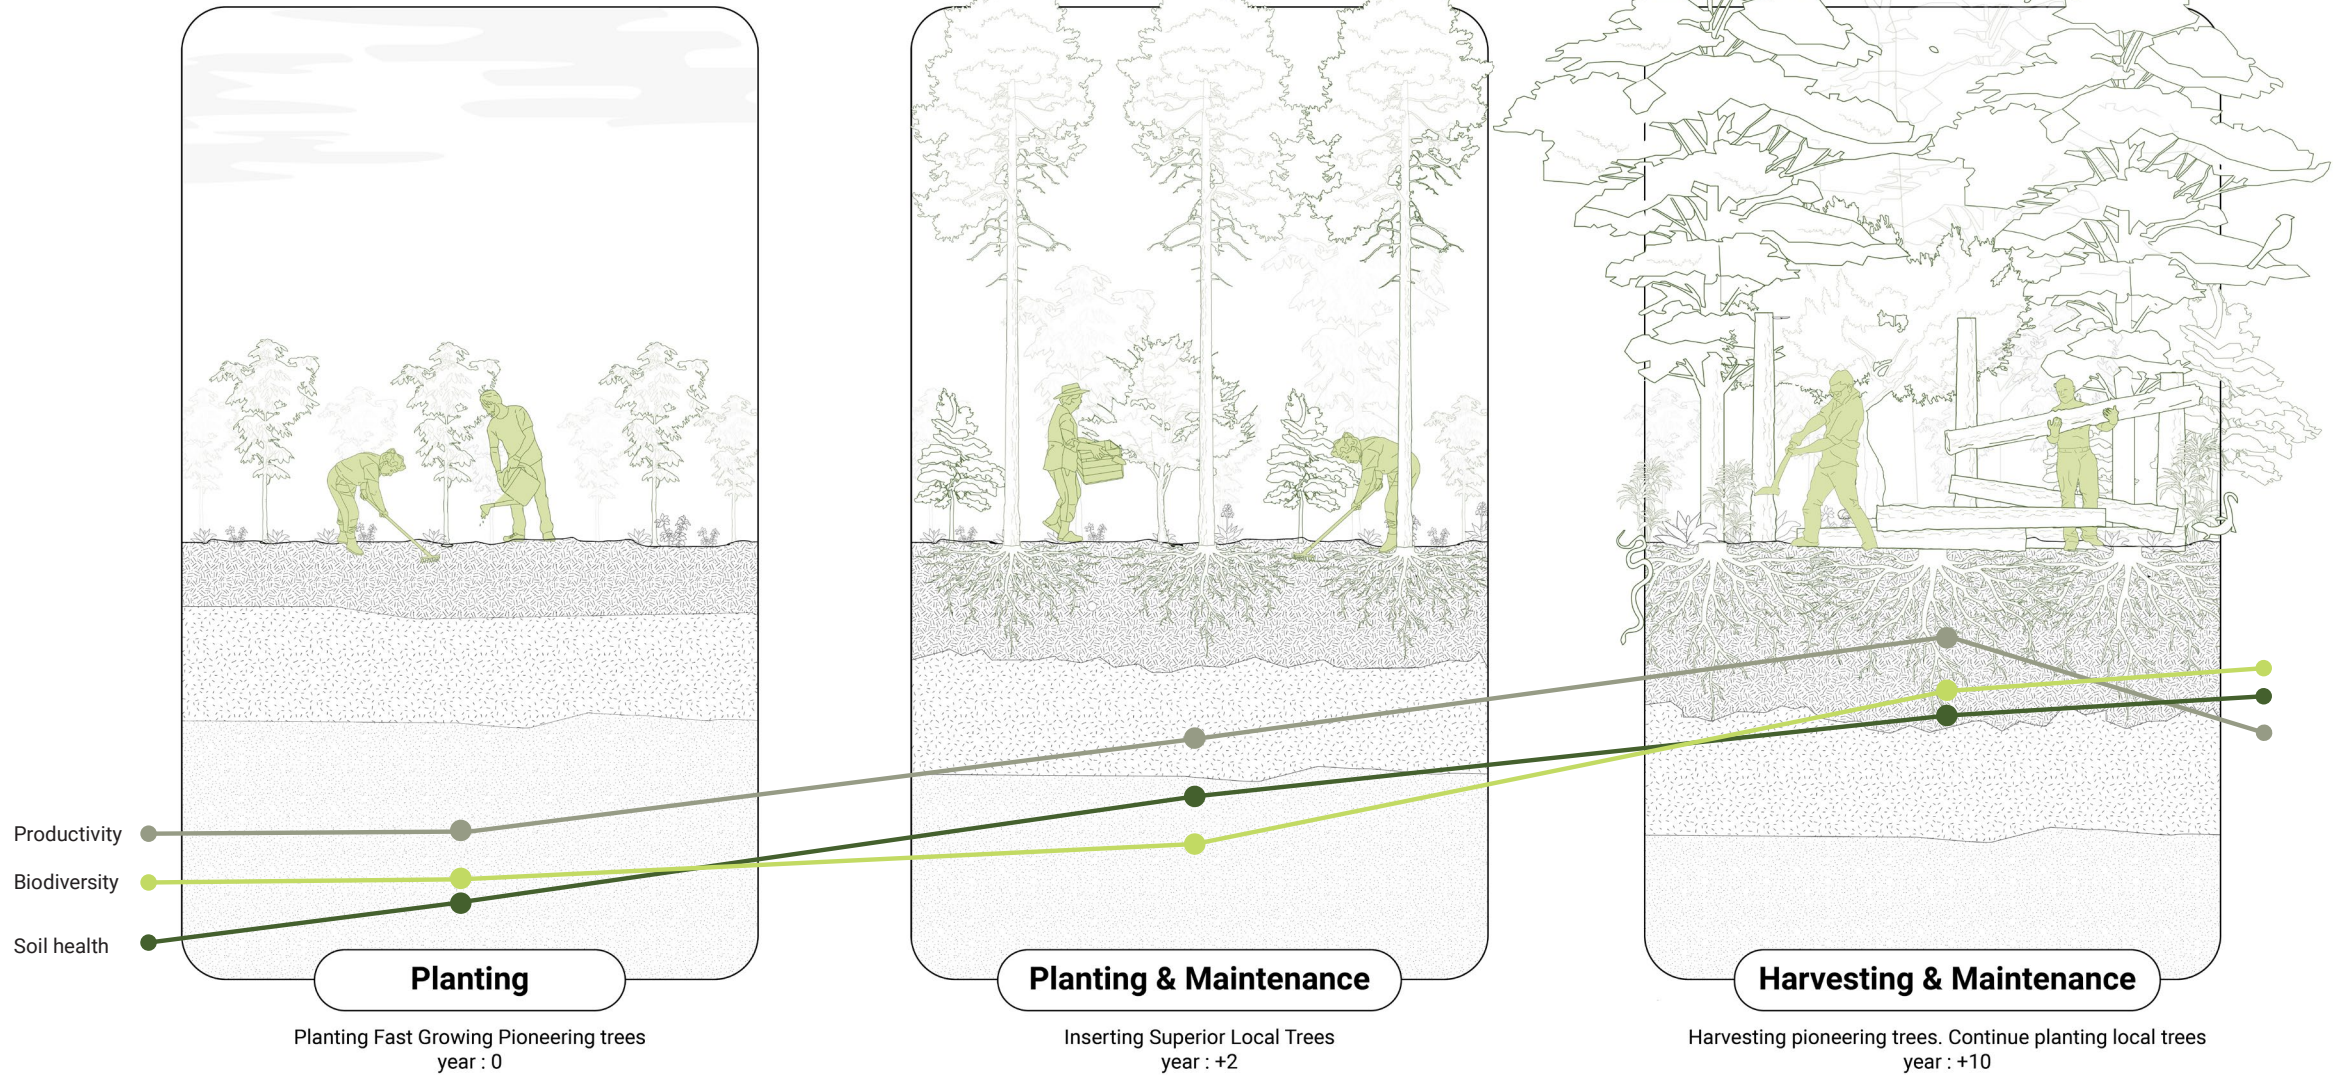 Productivity
Biodiversity
Soil health
Planting
Planting Fast Growing Pioneering trees
year : 0
Planting & Maintenance
Inserting Superior Local Trees
year : +2
Harvesting & Maintenance
Harvesting pioneering trees. Continue planting local trees
year : +10